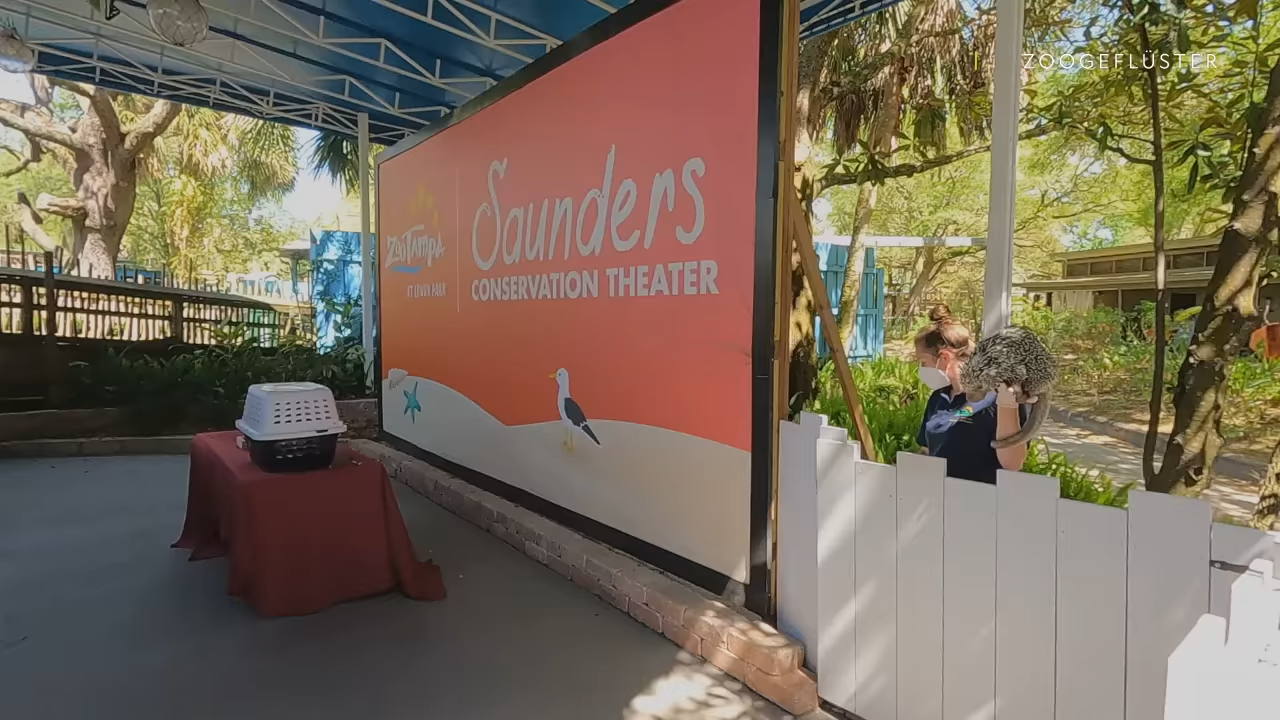 ZOOGEFLÜSTER
Saunders
ZooTampa
AT LOWRY PARK
CONSERVATION THEATER